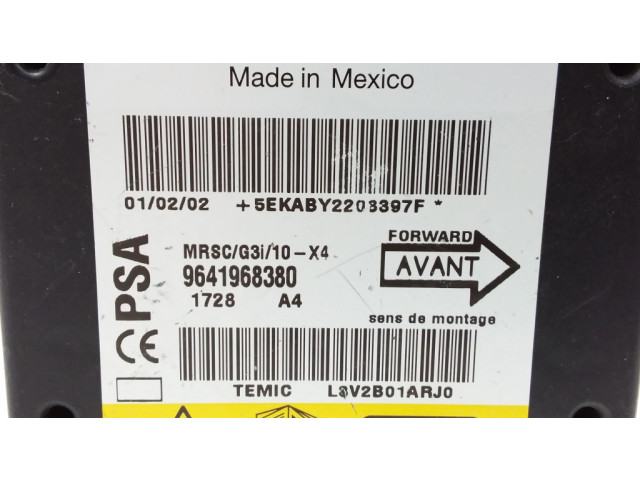 Made in Mexico
01/02/02 +5EKABY2203397F*
MRSC/G3i/10-X4
9641968380
1728 A4
FORWARD
AVANT
sens de montage
PSA
CE
TEMIC L3V2B01ARJ0